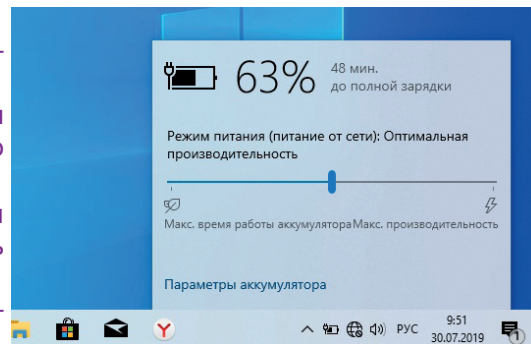 63%
48 мин.
до полной зарядки
Режим питания (питание от сети): Оптимальная
производительность
Макс. время работы аккумулятора Макс. производительность
Параметры аккумулятора
РУС
9:51
30.07.2019
1